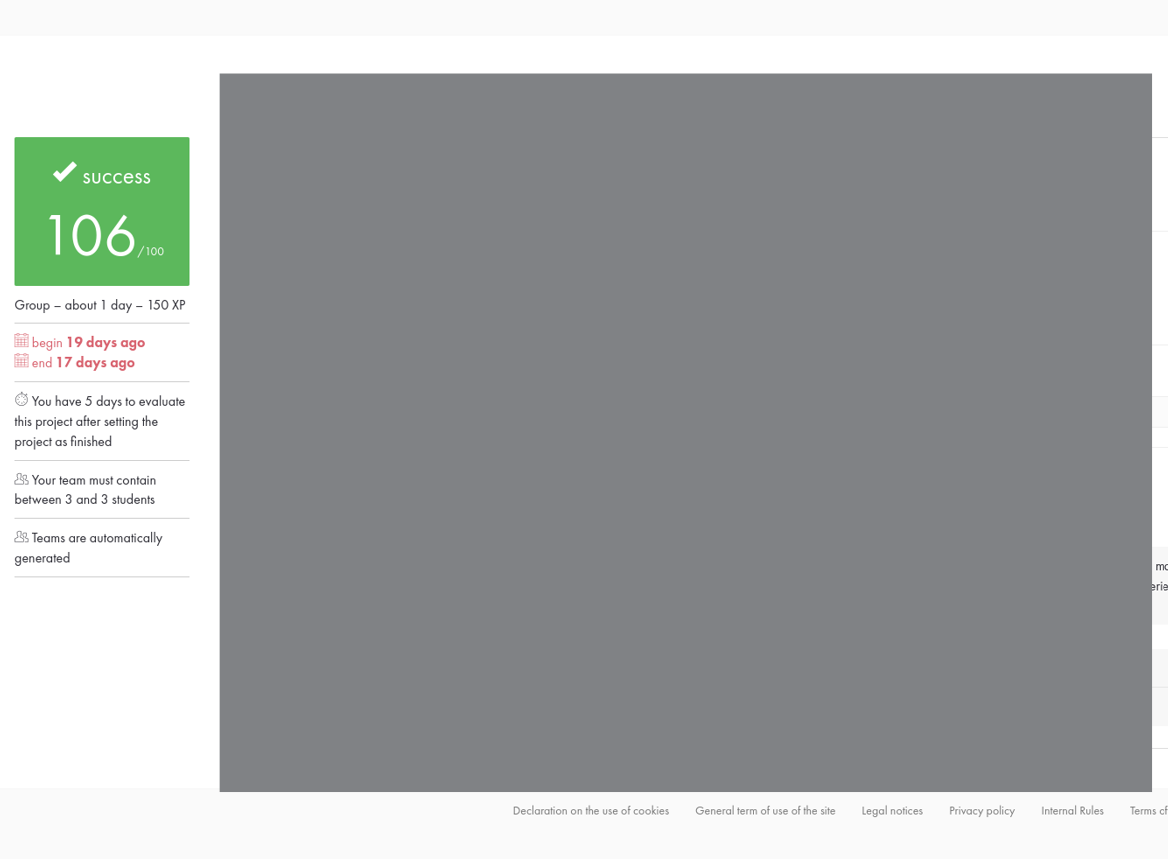 success
106/100
Group – about 1 day – 150 XP
begin 19 days ago
end 17 days ago
You have 5 days to evaluate
this project after setting the
project as finished
Your team must contain
between 3 and 3 students
Teams are automatically
generated
Declaration on the use of cookies General term of use of the site Legal notices Privacy policy Internal Rules Terms